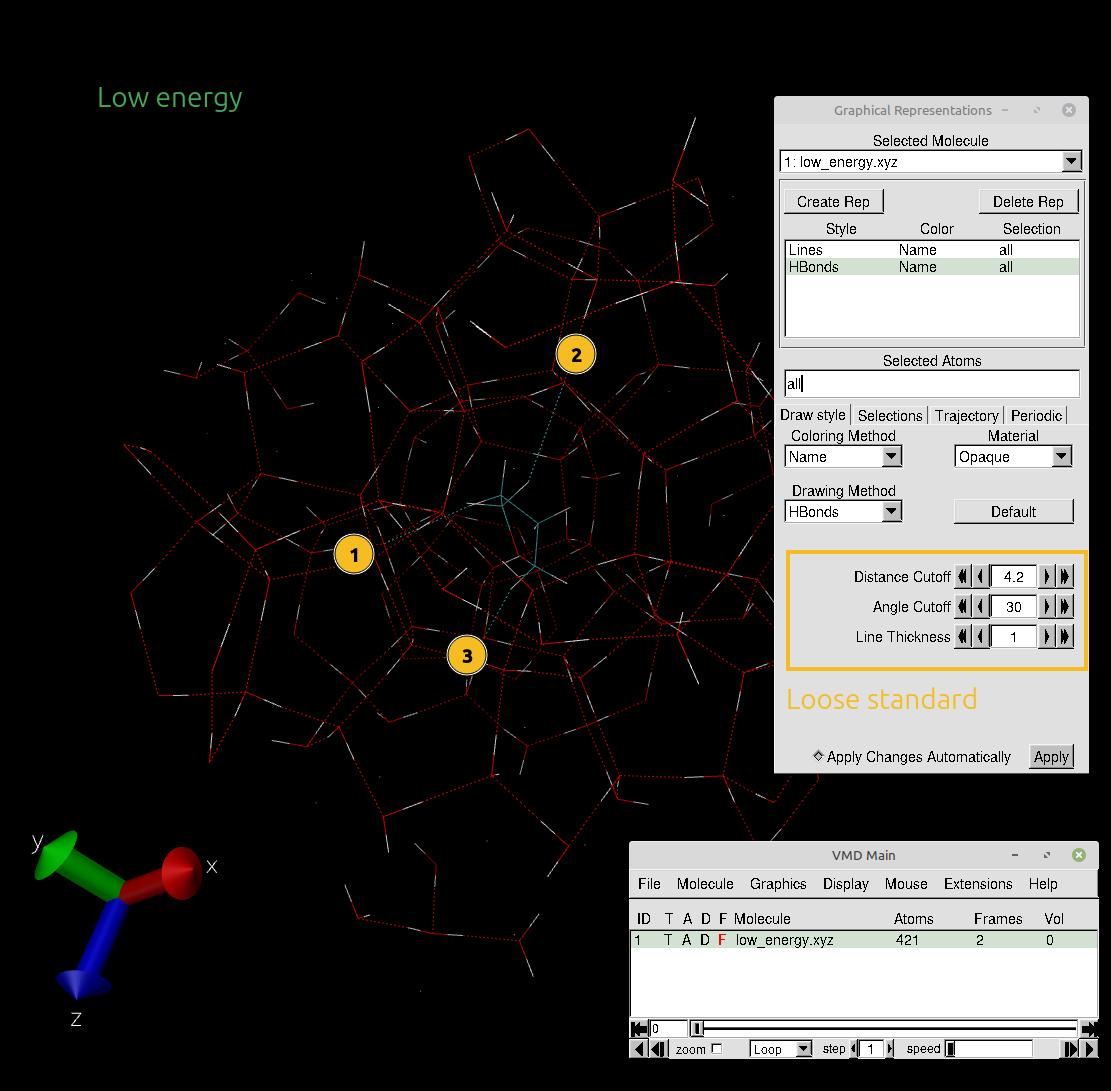 Low energy
Graphical Representations
Selected Molecule
1: low_energy.xyz
Create Rep Delete Rep
Style Color Selection
Lines Name all
HBonds Name all
2
Selected Atoms
all
Draw style Selections Trajectory Periodic
Coloring Method Material
Name Opaque
Drawing Method
HBonds Default
1
Distance Cutoff 4.2
Angle Cutoff 30
Line Thickness 1
3
Loose standard
Apply Changes Automatically Apply
y
x
z
VMD Main
File Molecule Graphics Display Mouse Extensions Help
ID T A D F Molecule Atoms Frames Vol
1 T A D F low_energy.xyz 421 2 0
0
zoom Loop step 1 speed